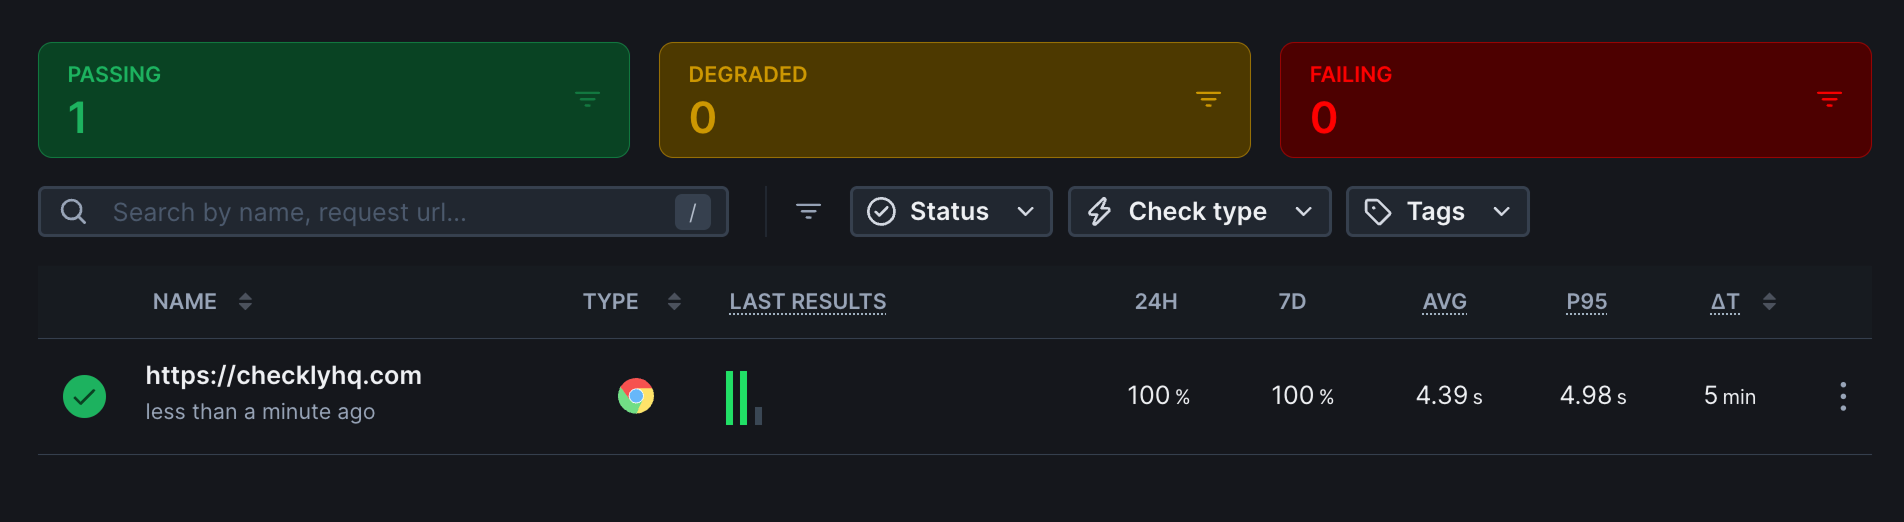 PASSING
1
DEGRADED
0
FAILING
0
Search by name, request url...
/
Status
Check type
Tags
NAME TYPE LAST RESULTS 24H 7D AVG P95 ΔT
https://checklyhq.com
less than a minute ago
100 % 100 % 4.39 s 4.98 s 5 min